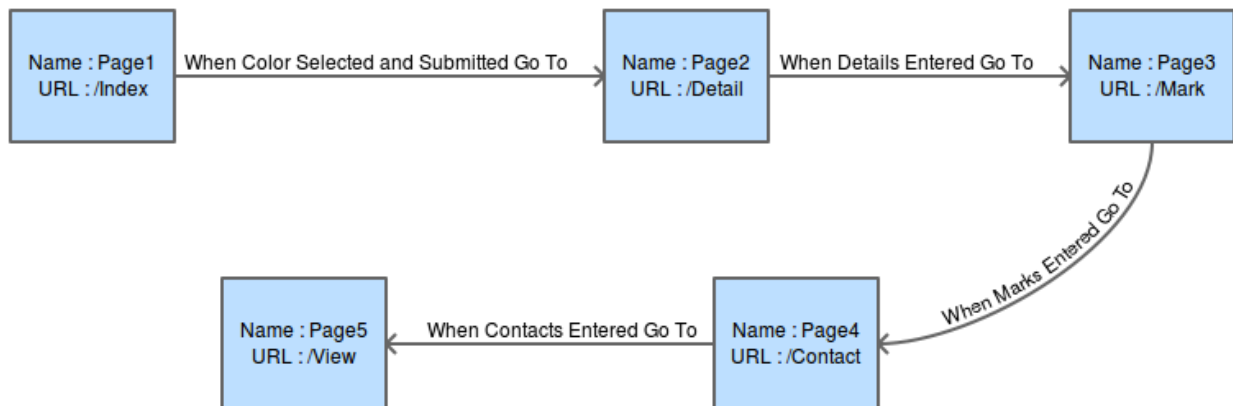 Name : Page1
URL : /Index
When Color Selected and Submitted Go To
Name : Page2
URL : /Detail
When Details Entered Go To
Name : Page3
URL : /Mark
When Marks Entered Go To
Name : Page4
URL : /Contact
When Contacts Entered Go To
Name : Page5
URL : /View